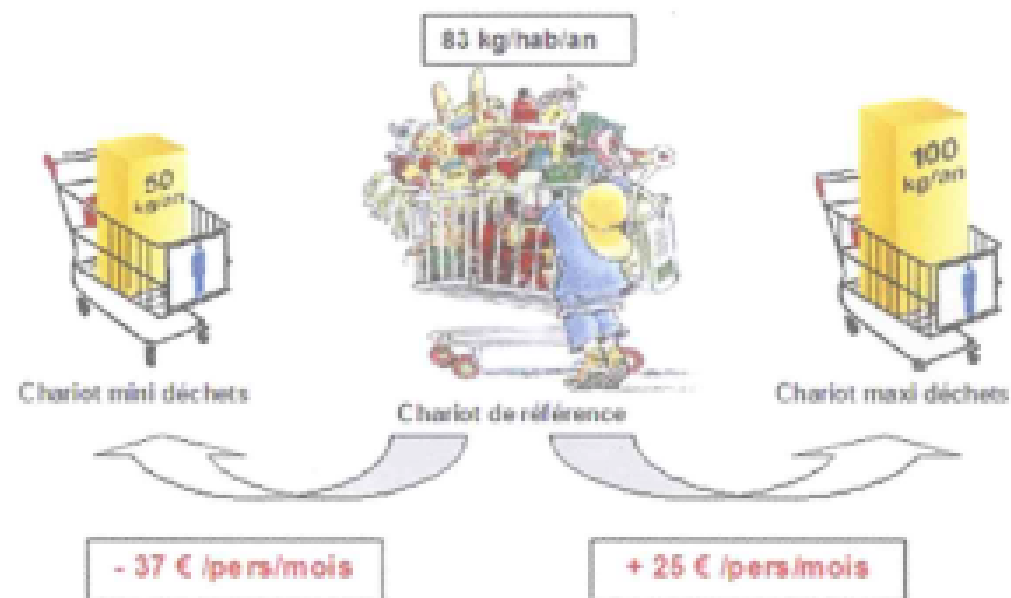 83 kg/hab/an
50
kg/an
100
kg/an
Chariot mini déchets
Chariot de référence
Chariot maxi déchets
- 37 € /pers/mois
+ 25 € /pers/mois